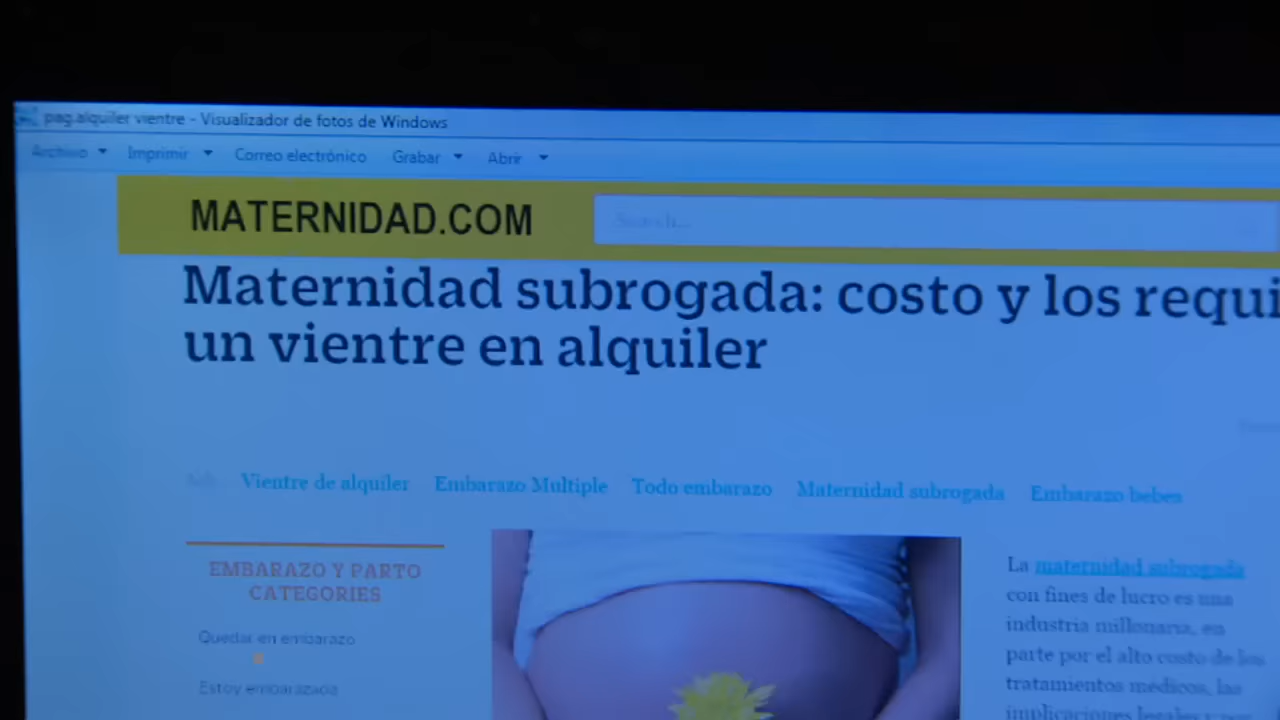 pag.alquiler vientre - Visualizador de fotos de Windows
Archivo Imprimir Correo electrónico Grabar Abrir
MATERNIDAD.COM
Search...
Maternidad subrogada: costo y los requi
un vientre en alquiler
Vientre de alquiler Embarazo Multiple Todo embarazo Maternidad subrogada Embarazo bebes
EMBARAZO Y PARTO
CATEGORIES
Quedar en embarazo
Estoy embarazada
La maternidad subrogada
con fines de lucro es una
industria millonaria, en
parte por el alto costo de los
tratamientos médicos, las
implicaciones legales y